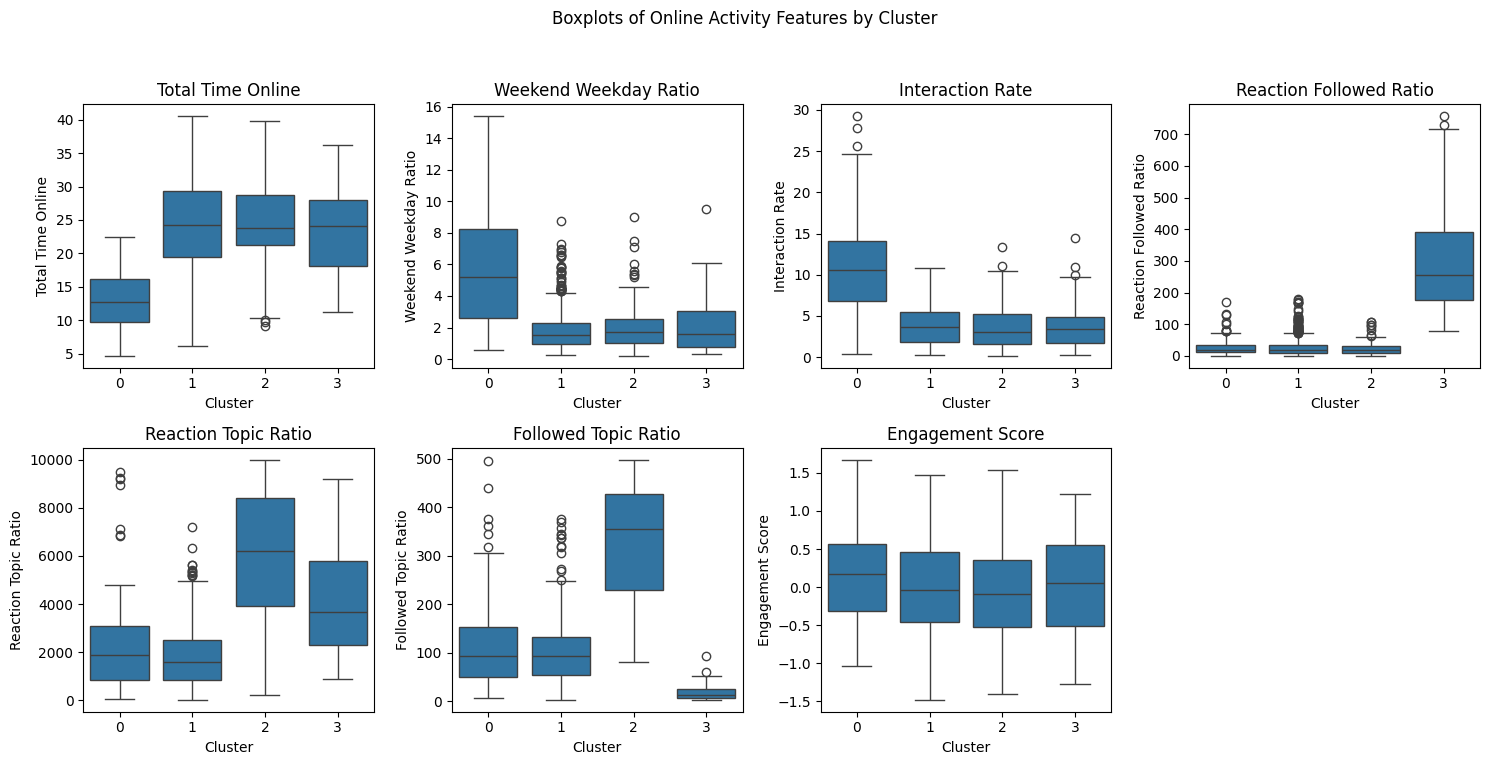 Boxplots of Online Activity Features by Cluster
Total Time Online
Total Time Online
40
35
30
25
20
15
10
5
0 1 2 3
Cluster
Weekend Weekday Ratio
Weekend Weekday Ratio
16
14
12
10
8
6
4
2
0
0 1 2 3
Cluster
Interaction Rate
Interaction Rate
30
25
20
15
10
5
0
0 1 2 3
Cluster
Reaction Followed Ratio
Reaction Followed Ratio
700
600
500
400
300
200
100
0
0 1 2 3
Cluster
Reaction Topic Ratio
Reaction Topic Ratio
10000
8000
6000
4000
2000
0
0 1 2 3
Cluster
Followed Topic Ratio
Followed Topic Ratio
500
400
300
200
100
0
0 1 2 3
Cluster
Engagement Score
Engagement Score
1.5
1.0
0.5
0.0
−0.5
−1.0
−1.5
0 1 2 3
Cluster